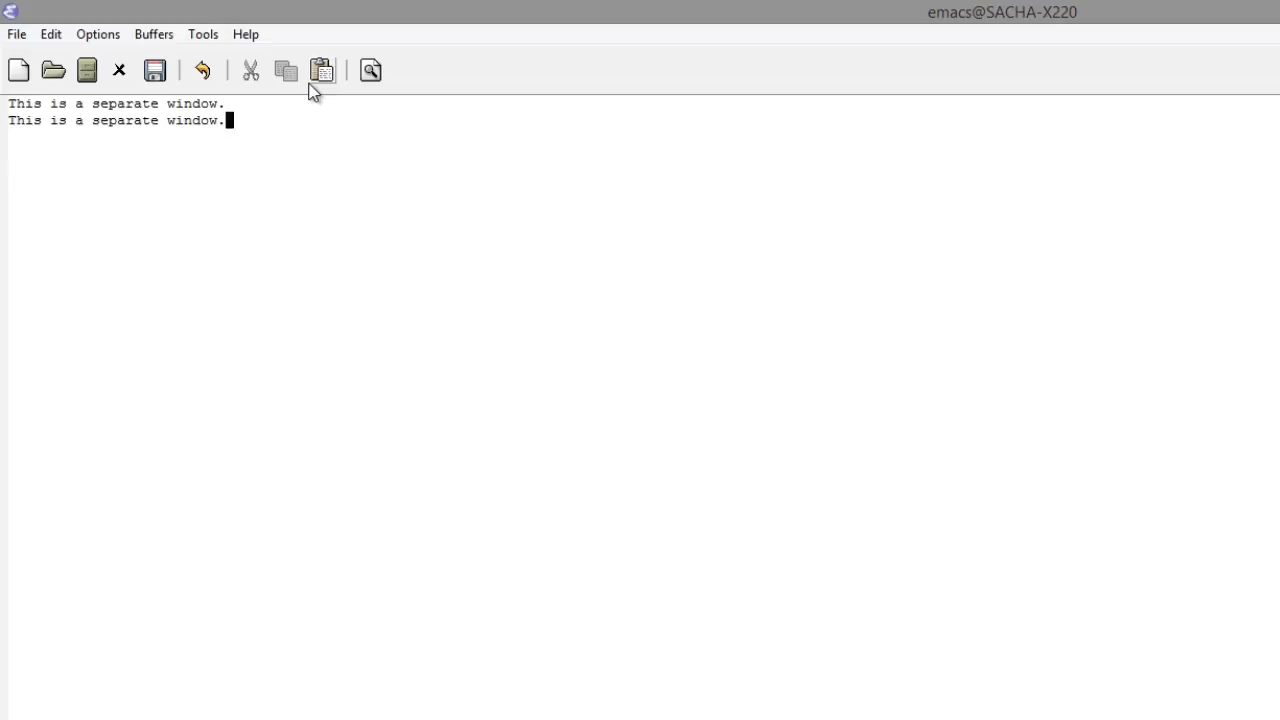 emacs@SACHA-X220
File Edit Options Buffers Tools Help
This is a separate window.
This is a separate window.